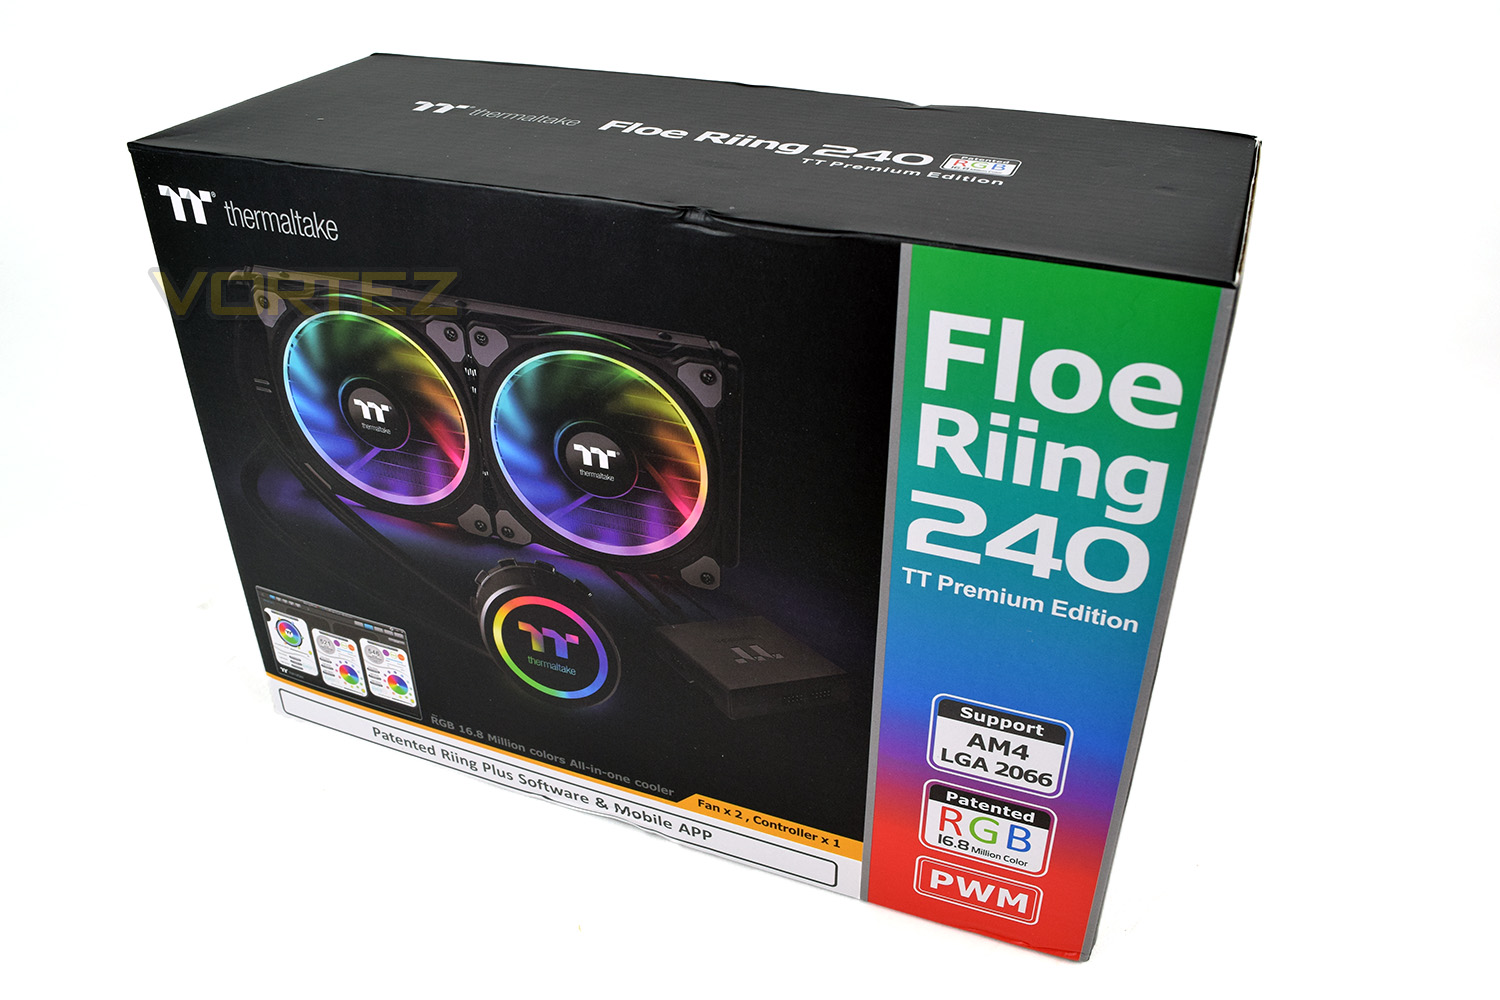 thermaltake Floe Riing 240
TT Premium Edition
Patented
RGB
thermaltake
VORTEZ
thermaltake
thermaltake
thermaltake
RGB 16.8 Million colors All-in-one cooler
Fan x 2 , Controller x 1
Patented Riing Plus Software & Mobile APP
Floe
Riing
240
TT Premium Edition
Support
AM4
LGA 2066
Patented
RGB
16.8 Million Color
PWM